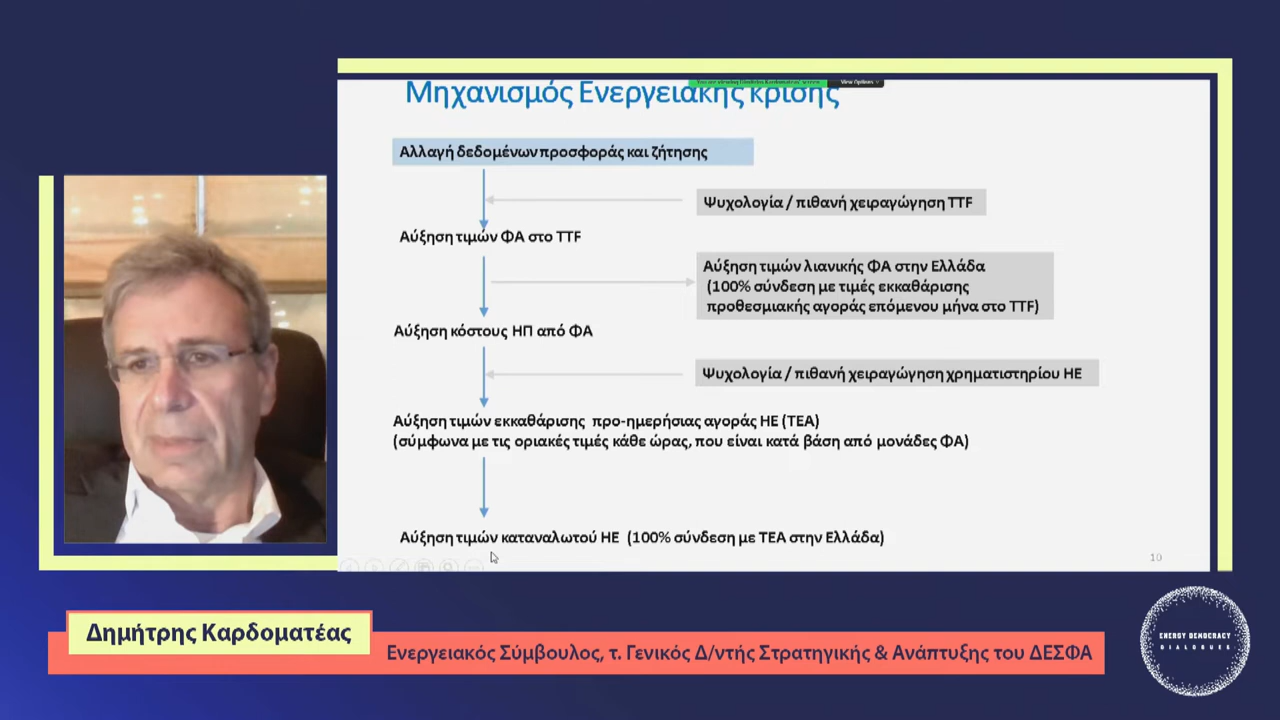 Μηχανισμός Ενεργειακής κρίσης
View Options
Αλλαγή δεδομένων προσφοράς και ζήτησης
Ψυχολογία / πιθανή χειραγώγηση TTF
Αύξηση τιμών ΦΑ στο TTF
Αύξηση τιμών λιανικής ΦΑ στην Ελλάδα
(100% σύνδεση με τιμές εκκαθάρισης
προθεσμιακής αγοράς επόμενου μήνα στο TTF)
Αύξηση κόστους ΗΠ από ΦΑ
Ψυχολογία / πιθανή χειραγώγηση χρηματιστηρίου ΗΕ
Αύξηση τιμών εκκαθάρισης προ-ημερήσιας αγοράς ΗΕ (ΤΕΑ)
(σύμφωνα με τις οριακές τιμές κάθε ώρας, που είναι κατά βάση από μονάδες ΦΑ)
Αύξηση τιμών καταναλωτού ΗΕ (100% σύνδεση με ΤΕΑ στην Ελλάδα)
10
Δημήτρης Καρδοματέας
Ενεργειακός Σύμβουλος, τ. Γενικός Δ/ντής Στρατηγικής & Ανάπτυξης του ΔΕΣΦΑ
ENERGY DEMOCRACY
DIALOGUES